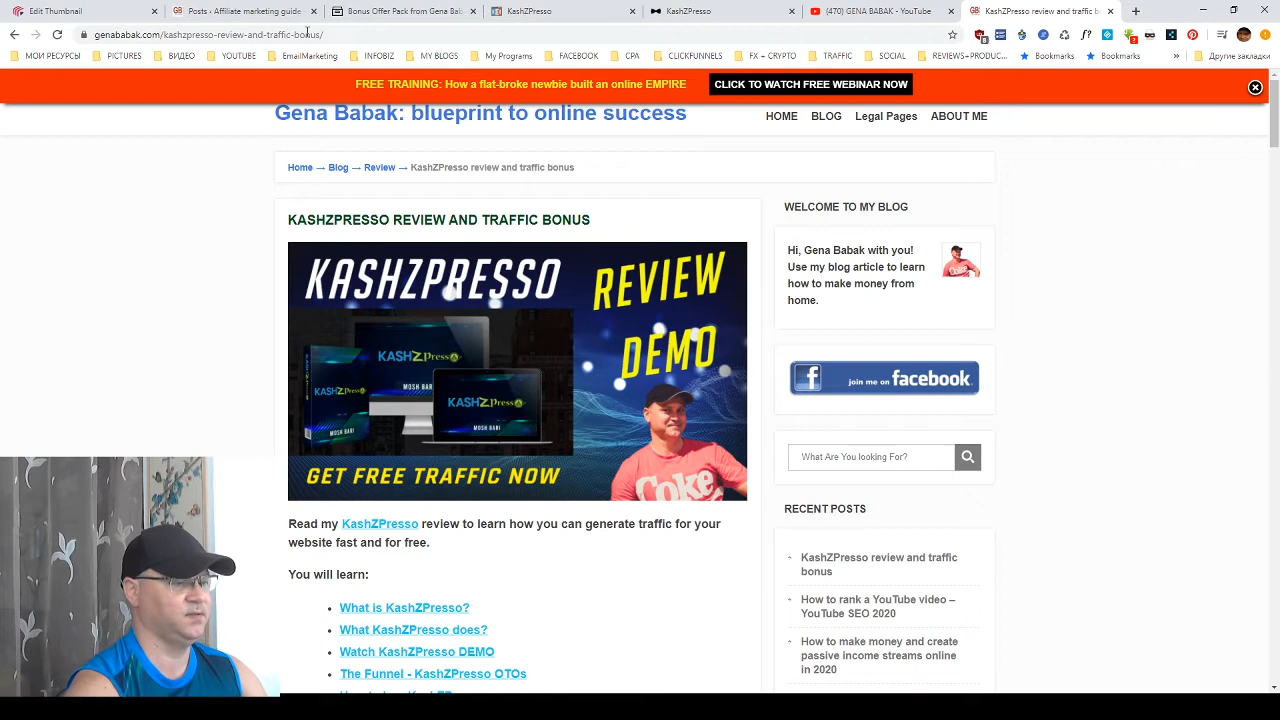 Edit Thumbnail
Posts ‹ Affiliate marketing guide
Bonus Offer Pack from Gena Bab
KashZPresso
KashZPresso
(470) GENA BABAK - YouTube
KashZPresso review and traffic bo
genababak.com/kashzpresso-review-and-traffic-bonus/
МОИ РЕСУРСЫ
PICTURES
ВИДЕО
YOUTUBE
EmailMarketing
INFOBIZ
MY BLOGS
My Programs
FACEBOOK
CPA
CLICKFUNNELS
FX + CRYPTO
TRAFFIC
SOCIAL
REVIEWS+PRODUC...
Bookmarks
Bookmarks
Другие закладки
FREE TRAINING: How a flat-broke newbie built an online EMPIRE
CLICK TO WATCH FREE WEBINAR NOW
Gena Babak: blueprint to online success
HOME BLOG Legal Pages ABOUT ME
Home → Blog → Review → KashZPresso review and traffic bonus
KASHZPRESSO REVIEW AND TRAFFIC BONUS
KASHZPRESSO
REVIEW
DEMO
KASHZPresso
MOSH BARI
KASHZPresso
KASHZPresso
MOSH BARI
MOSH BARI
GET FREE TRAFFIC NOW
Coke
Read my KashZPresso review to learn how you can generate traffic for your
website fast and for free.
You will learn:
What is KashZPresso?
What KashZPresso does?
Watch KashZPresso DEMO
The Funnel - KashZPresso OTOs
WELCOME TO MY BLOG
Hi, Gena Babak with you!
Use my blog article to learn
how to make money from
home.
join me on facebook
What Are You looking For?
RECENT POSTS
KashZPresso review and traffic
bonus
How to rank a YouTube video –
YouTube SEO 2020
How to make money and create
passive income streams online
in 2020